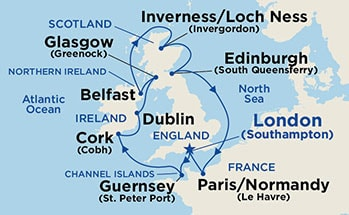 SCOTLAND
Inverness/Loch Ness
(Invergordon)
Glasgow
(Greenock)
Edinburgh
(South Queensferry)
NORTHERN IRELAND
North
Sea
Belfast
Atlantic
Ocean
IRELAND
Dublin
London
(Southampton)
ENGLAND
Cork
(Cobh)
CHANNEL ISLANDS
FRANCE
Guernsey
(St. Peter Port)
Paris/Normandy
(Le Havre)